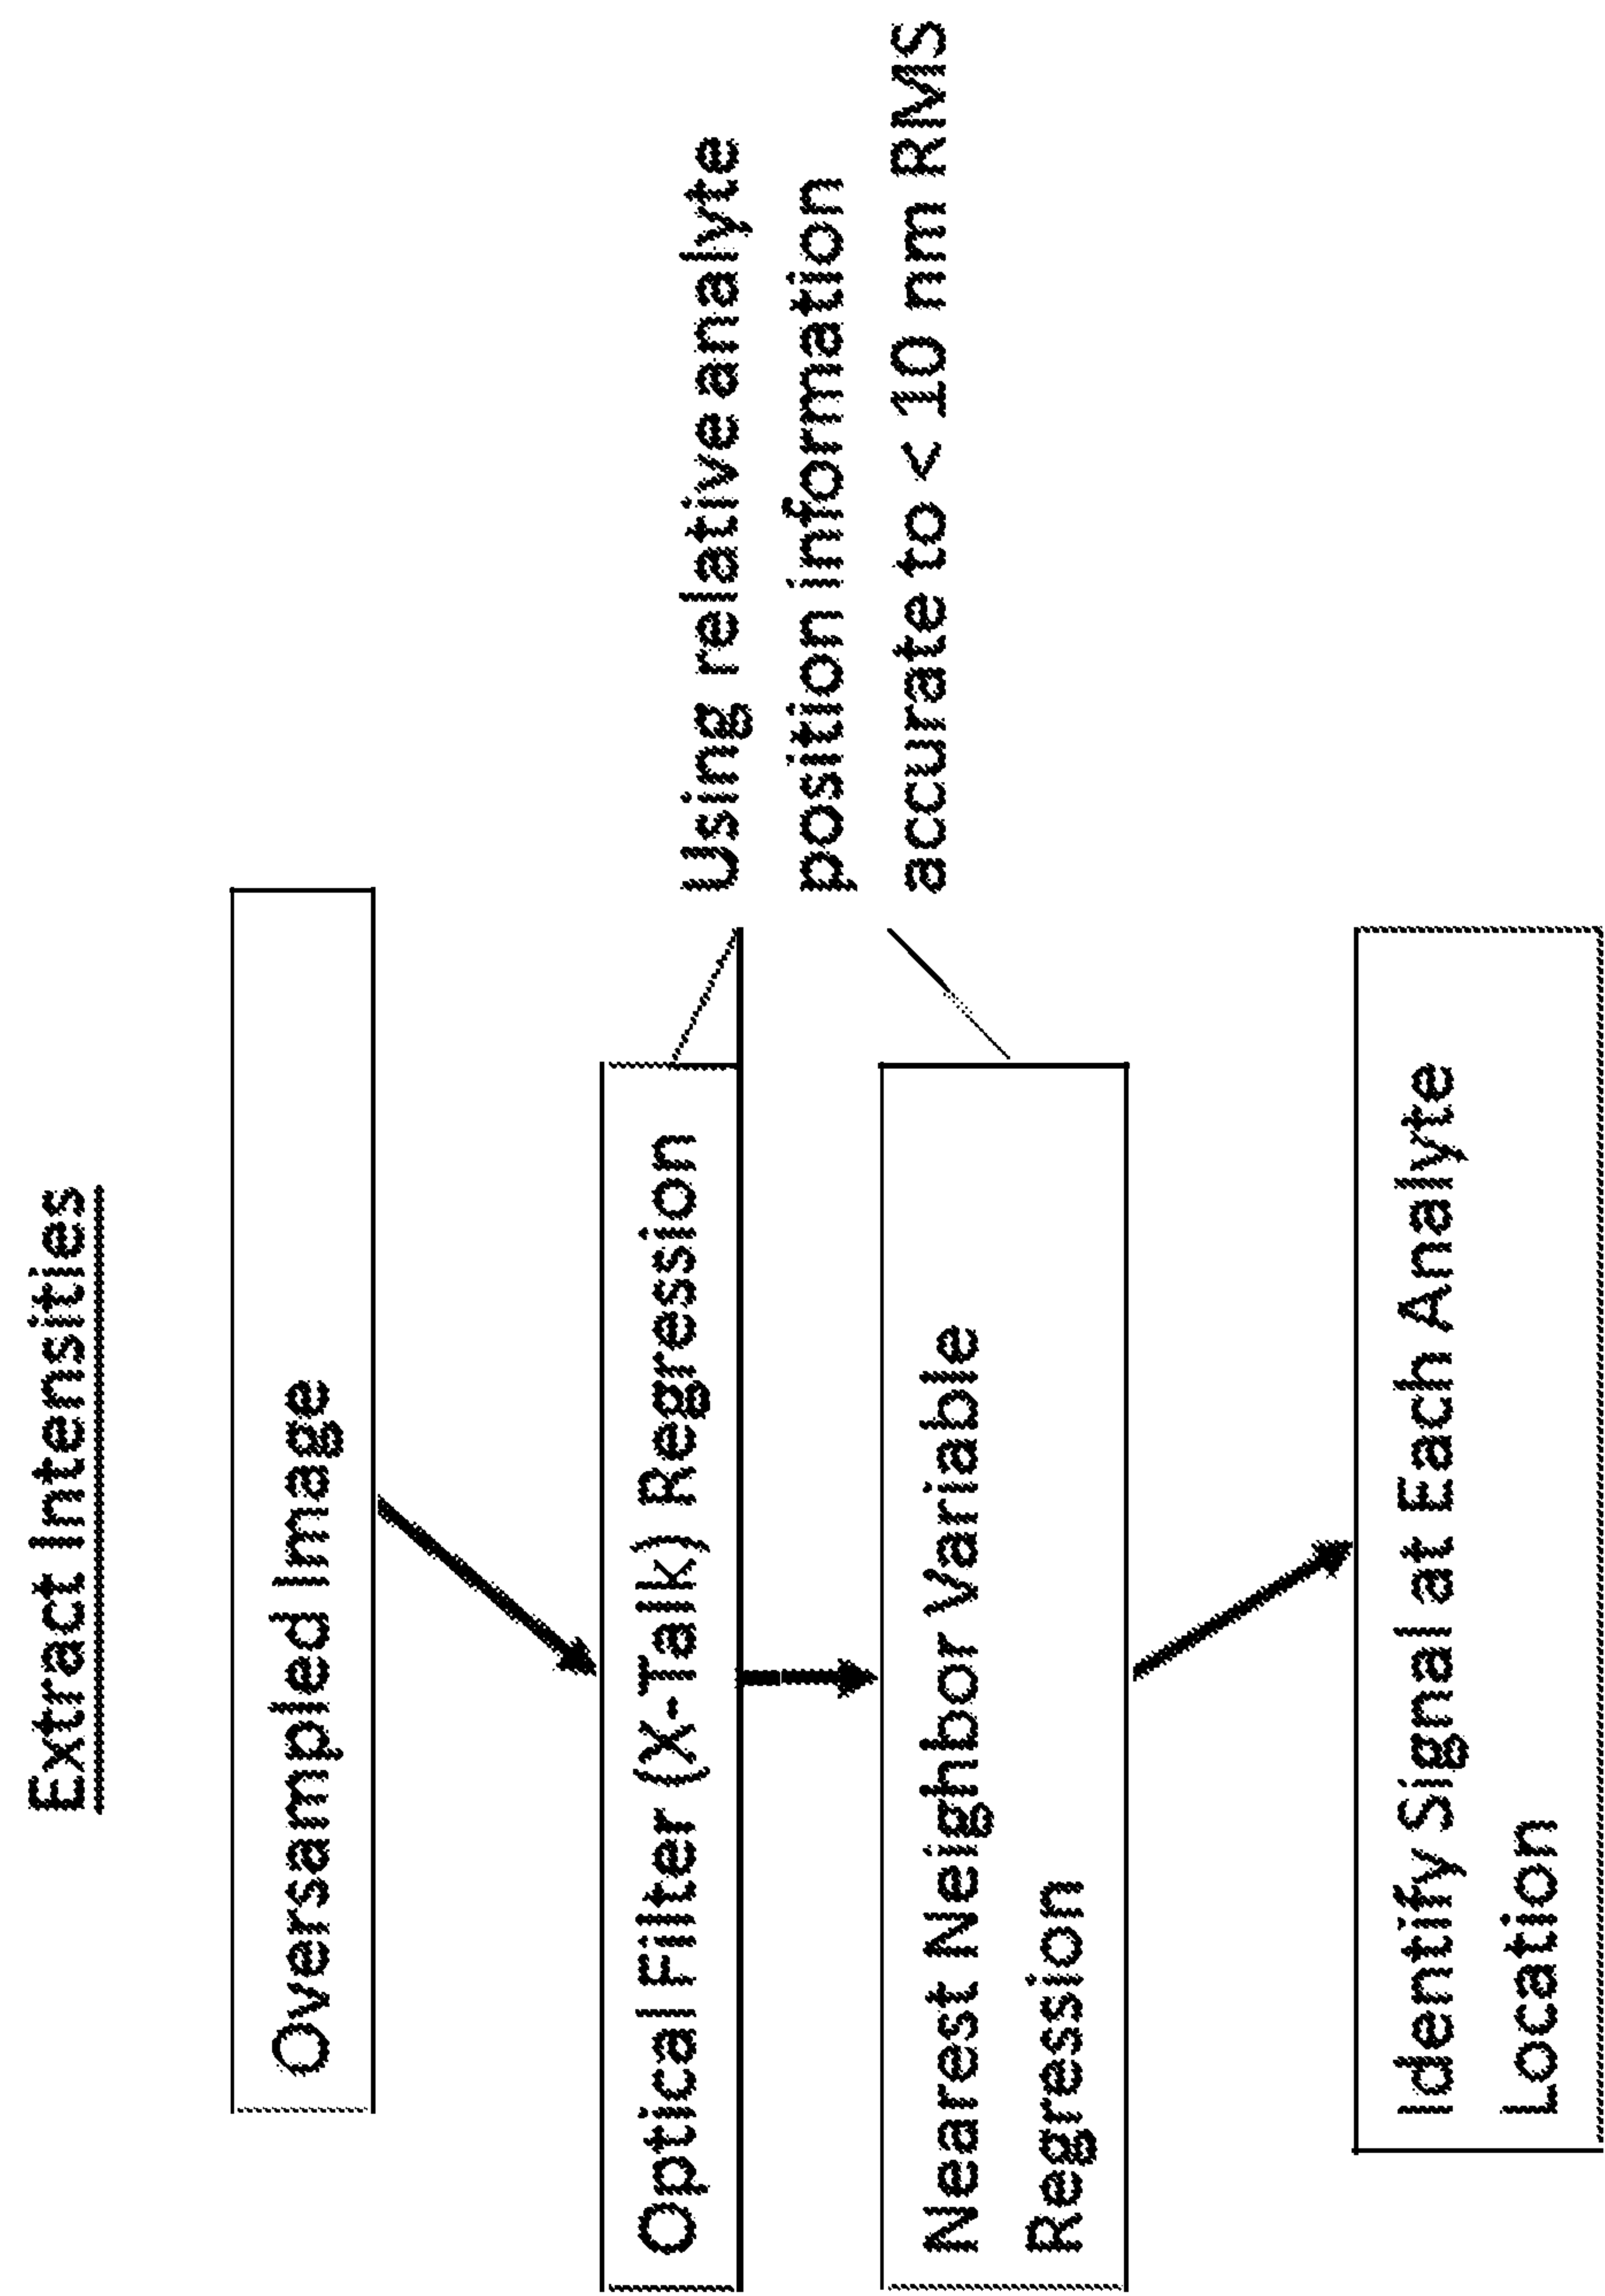 Extract Intensities
Oversampled Image
Optical Filter (X-Talk) Regression
Using relative analyte
position information
accurate to < 10 nm RMS
Nearest Neighbor Variable
Regression
Identify Signal at Each Analyte
Location